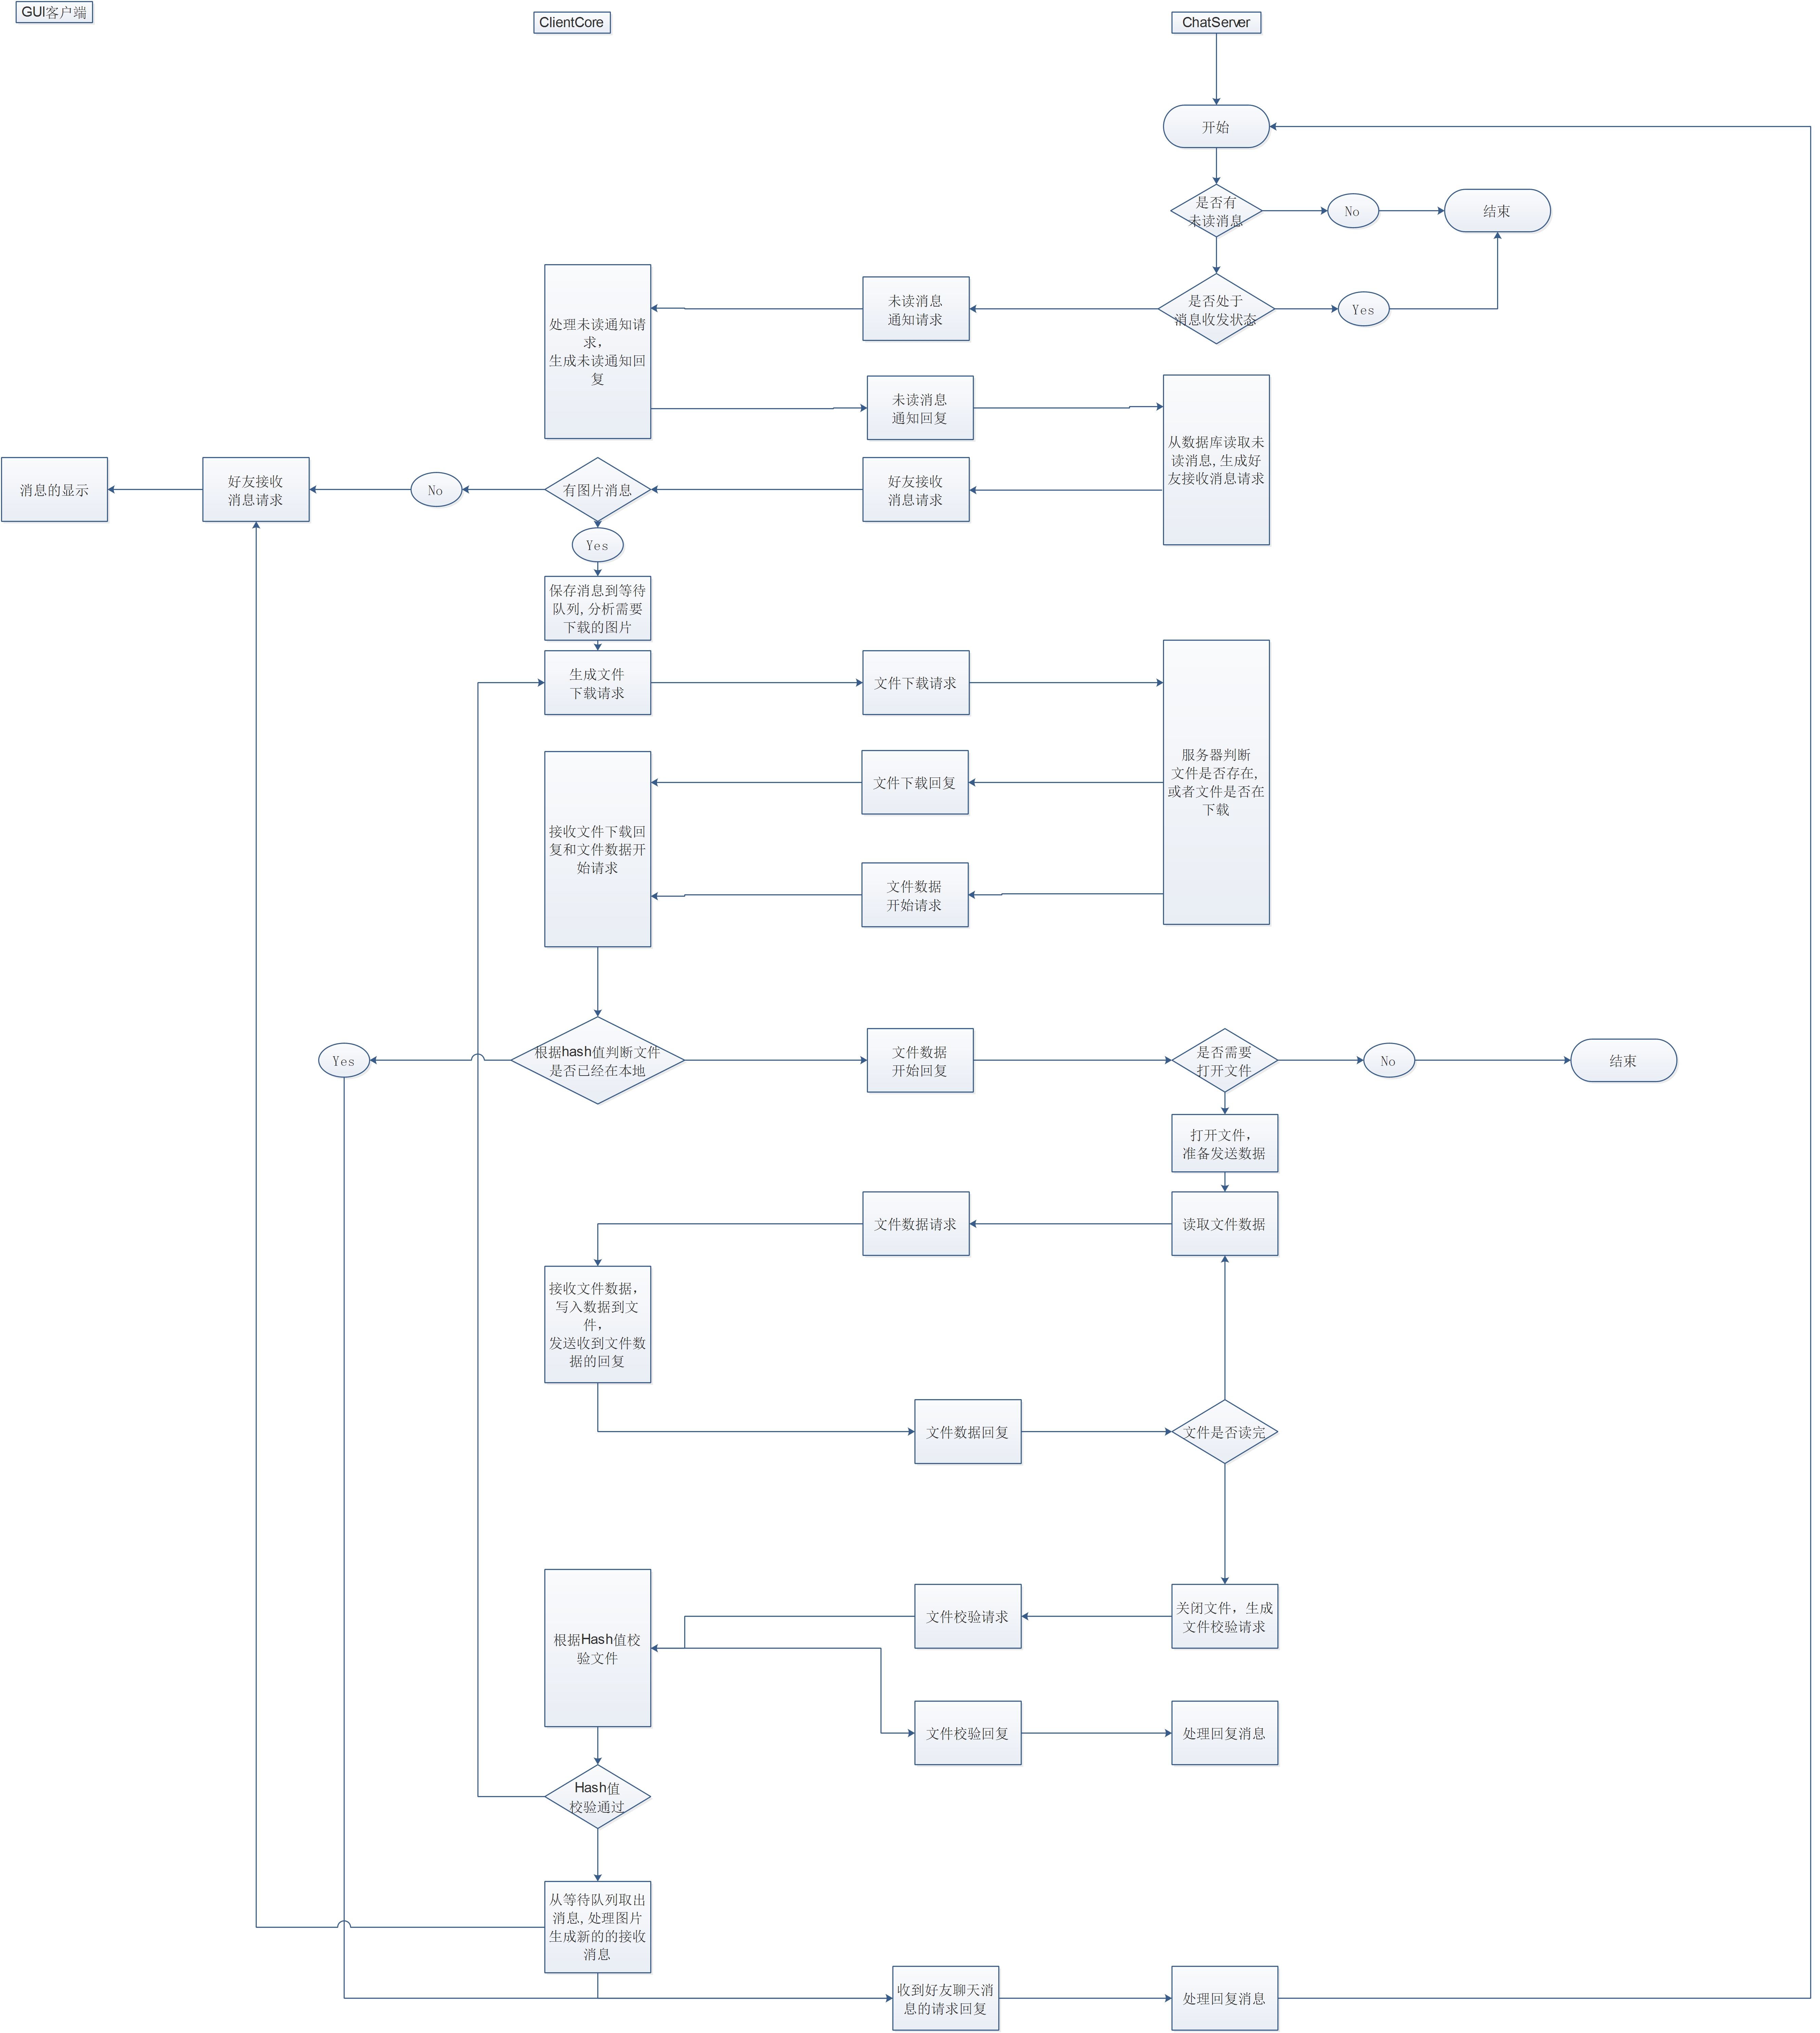 GUI客户端
ClientCore
ChatServer
开始
是否有
未读消息
No
结束
是否处于
消息收发状态
Yes
未读消息
通知请求
处理未读通知请
求，
生成未读通知回
复
未读消息
通知回复
从数据库读取未
读消息,生成好
友接收消息请求
消息的显示
好友接收
消息请求
No
有图片消息
好友接收
消息请求
Yes
保存消息到等待
队列,分析需要
下载的图片
生成文件
下载请求
文件下载请求
服务器判断
文件是否存在,
或者文件是否在
下载
文件下载回复
接收文件下载回
复和文件数据开
始请求
文件数据
开始请求
Yes
根据hash值判断文件
是否已经在本地
文件数据
开始回复
是否需要
打开文件
No
结束
打开文件，
准备发送数据
文件数据请求
读取文件数据
接收文件数据，
写入数据到文
件，
发送收到文件数
据的回复
文件数据回复
文件是否读完
根据Hash值校
验文件
文件校验请求
关闭文件，生成
文件校验请求
文件校验回复
处理回复消息
Hash值
校验通过
从等待队列取出
消息,处理图片
生成新的的接收
消息
收到好友聊天消
息的请求回复
处理回复消息